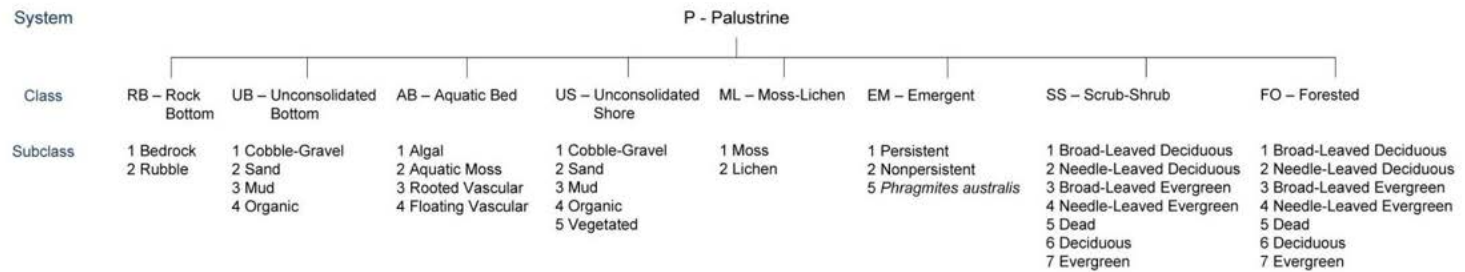 System P - Palustrine
Class RB – Rock Bottom UB – Unconsolidated Bottom AB – Aquatic Bed US – Unconsolidated Shore ML – Moss-Lichen EM – Emergent SS – Scrub-Shrub FO – Forested
Subclass 1 Bedrock 1 Cobble-Gravel 1 Algal 1 Cobble-Gravel 1 Moss 1 Persistent 1 Broad-Leaved Deciduous 1 Broad-Leaved Deciduous
2 Rubble 2 Sand 2 Aquatic Moss 2 Sand 2 Lichen 2 Nonpersistent 2 Needle-Leaved Deciduous 2 Needle-Leaved Deciduous
3 Mud 3 Rooted Vascular 3 Mud 5 Phragmites australis 3 Broad-Leaved Evergreen 3 Broad-Leaved Evergreen
4 Organic 4 Floating Vascular 4 Organic 4 Needle-Leaved Evergreen 4 Needle-Leaved Evergreen
5 Vegetated 5 Dead 5 Dead
6 Deciduous 6 Deciduous
7 Evergreen 7 Evergreen